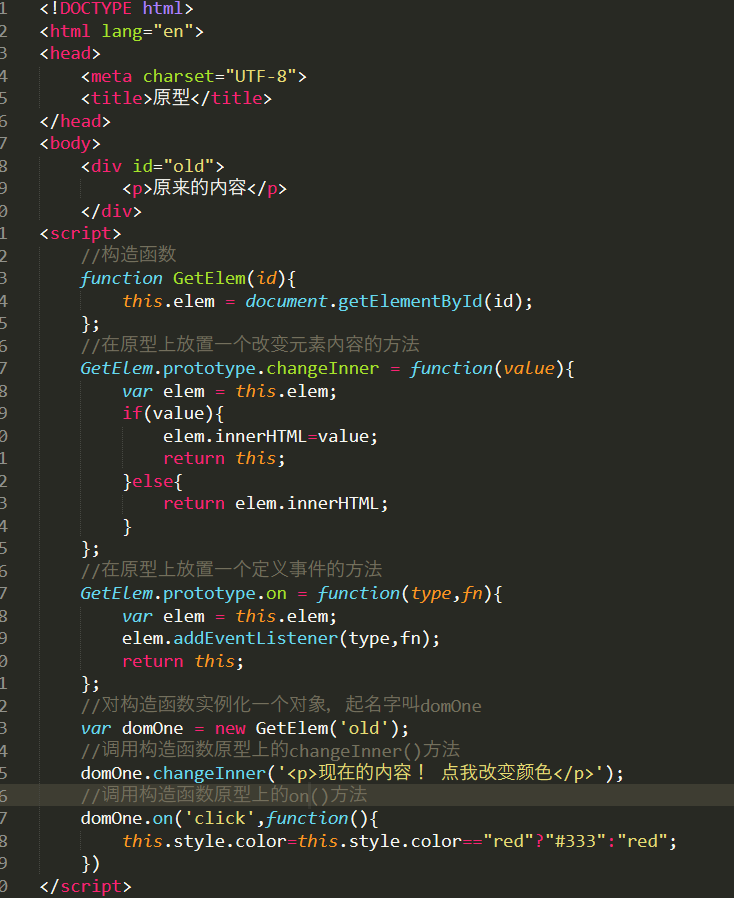 1 <!DOCTYPE html>
2 <html lang="en">
3 <head>
4     <meta charset="UTF-8">
5     <title>原型</title>
6 </head>
7 <body>
8     <div id="old">
9         <p>原来的内容</p>
0     </div>
1 <script>
2     //构造函数
3     function GetElem(id){
4         this.elem = document.getElementById(id);
5     };
6     //在原型上放置一个改变元素内容的方法
7     GetElem.prototype.changeInner = function(value){
8         var elem = this.elem;
9         if(value){
0             elem.innerHTML=value;
1             return this;
2         }else{
3             return elem.innerHTML;
4         }
5     };
6     //在原型上放置一个定义事件的方法
7     GetElem.prototype.on = function(type,fn){
8         var elem = this.elem;
9         elem.addEventListener(type,fn);
0         return this;
1     };
2     //对构造函数实例化一个对象，起名字叫domOne
3     var domOne = new GetElem('old');
4     //调用构造函数原型上的changeInner()方法
5     domOne.changeInner('<p>现在的内容！ 点我改变颜色</p>');
6     //调用构造函数原型上的on()方法
7     domOne.on('click',function(){
8         this.style.color=this.style.color=="red"?"#333":"red";
9     })
0 </script>